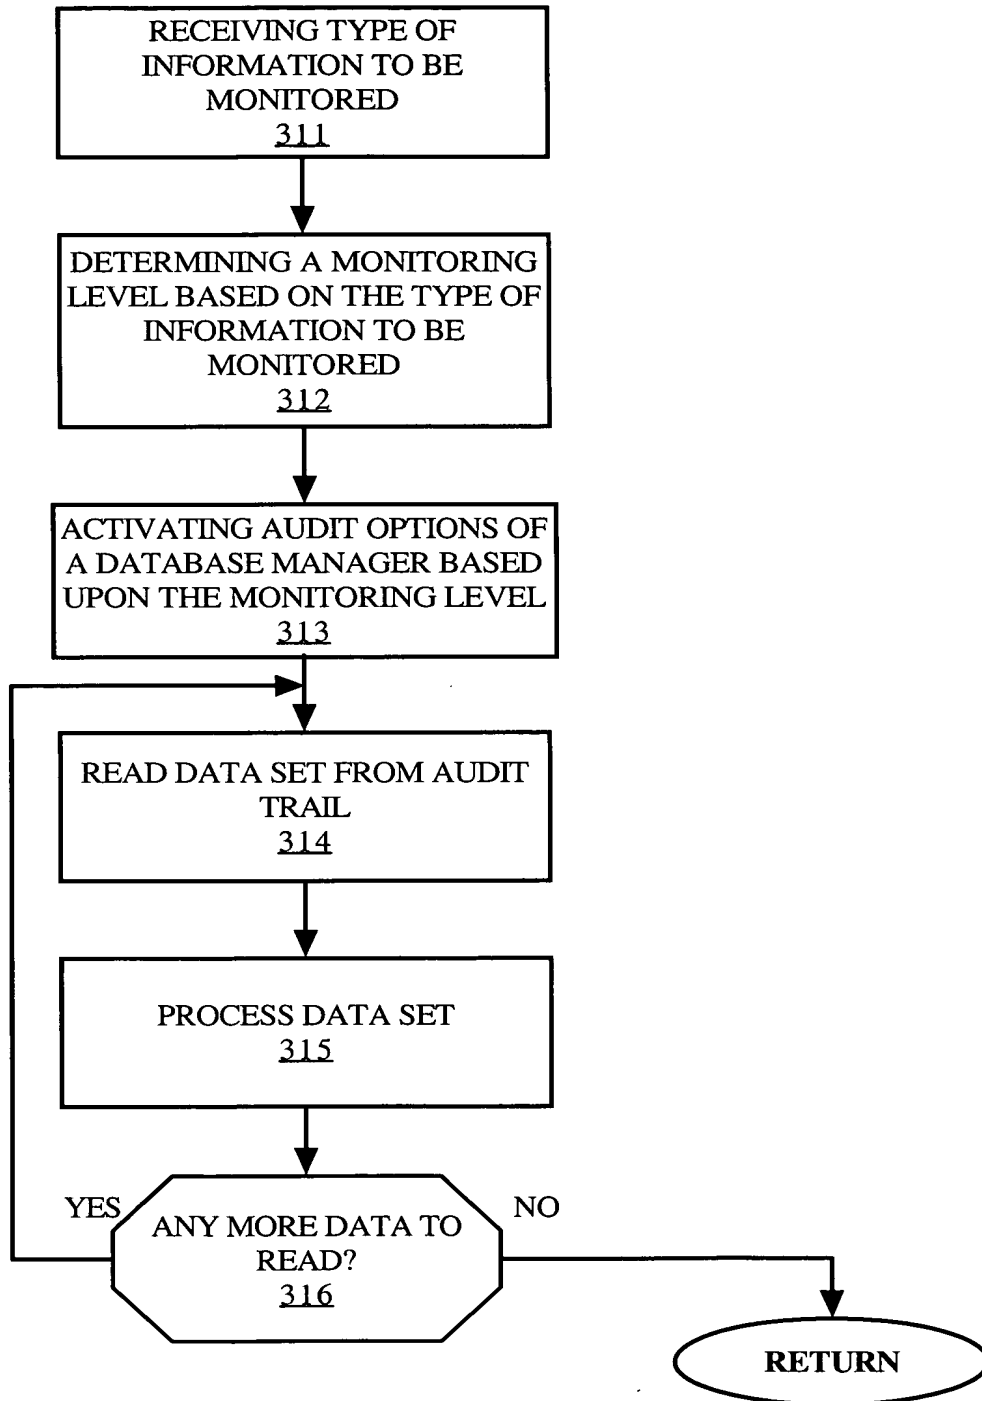 RECEIVING TYPE OF
INFORMATION TO BE
MONITORED
311
DETERMINING A MONITORING
LEVEL BASED ON THE TYPE OF
INFORMATION TO BE
MONITORED
312
ACTIVATING AUDIT OPTIONS OF
A DATABASE MANAGER BASED
UPON THE MONITORING LEVEL
313
READ DATA SET FROM AUDIT
TRAIL
314
PROCESS DATA SET
315
YES
NO
ANY MORE DATA TO
READ?
316
RETURN